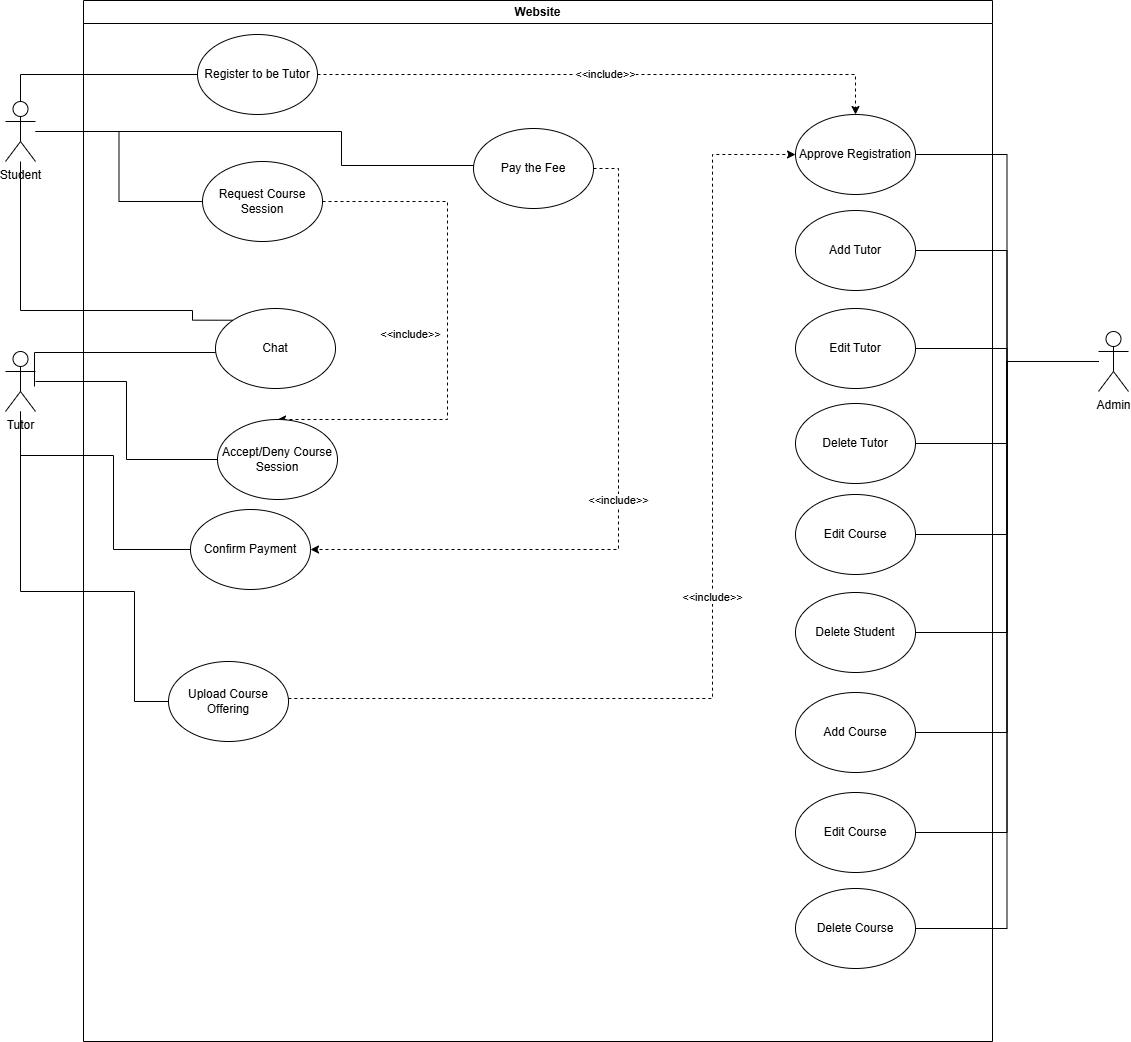 Website
Register to be Tutor
<<include>>
Student
Approve Registration
Pay the Fee
Request Course
Session
Add Tutor
<<include>>
Chat
Edit Tutor
Admin
Tutor
Delete Tutor
Accept/Deny Course
Session
<<include>>
Edit Course
Confirm Payment
<<include>>
Delete Student
Upload Course
Offering
Add Course
Edit Course
Delete Course